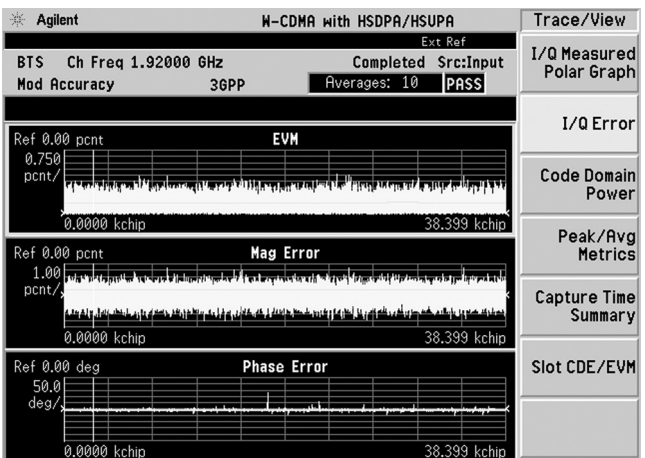 Agilent
W-CDMA with HSDPA/HSUPA
Trace/View
Ext Ref
BTS Ch Freq 1.92000 GHz
Completed Src:Input
Mod Accuracy 3GPP
Averages: 10 PASS
I/Q Measured
Polar Graph
I/Q Error
Code Domain
Power
Peak/Avg
Metrics
Capture Time
Summary
Slot CDE/EVM
Ref 0.00 pcnt EVM
0.750
pcnt/
0.0000 kchip 38.399 kchip
Ref 0.00 pcnt Mag Error
1.00
pcnt/
0.0000 kchip 38.399 kchip
Ref 0.00 deg Phase Error
50.0
deg/
0.0000 kchip 38.399 kchip